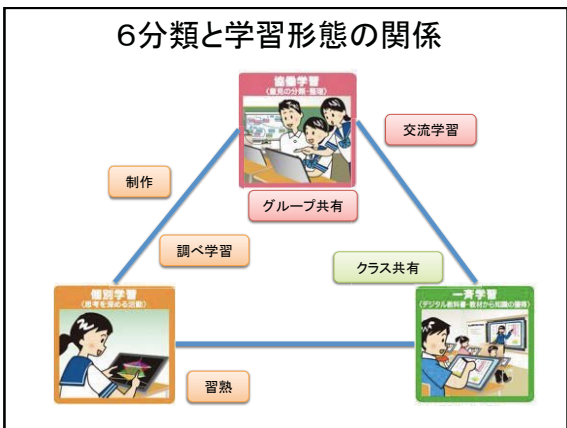 6分類と学習形態の関係
協働学習
(意見の分類・整理)
交流学習
制作
グループ共有
調べ学習
クラス共有
個別学習
(思考を深める活動)
一斉学習
(デジタル教科書・教材から知識の獲得)
習熟